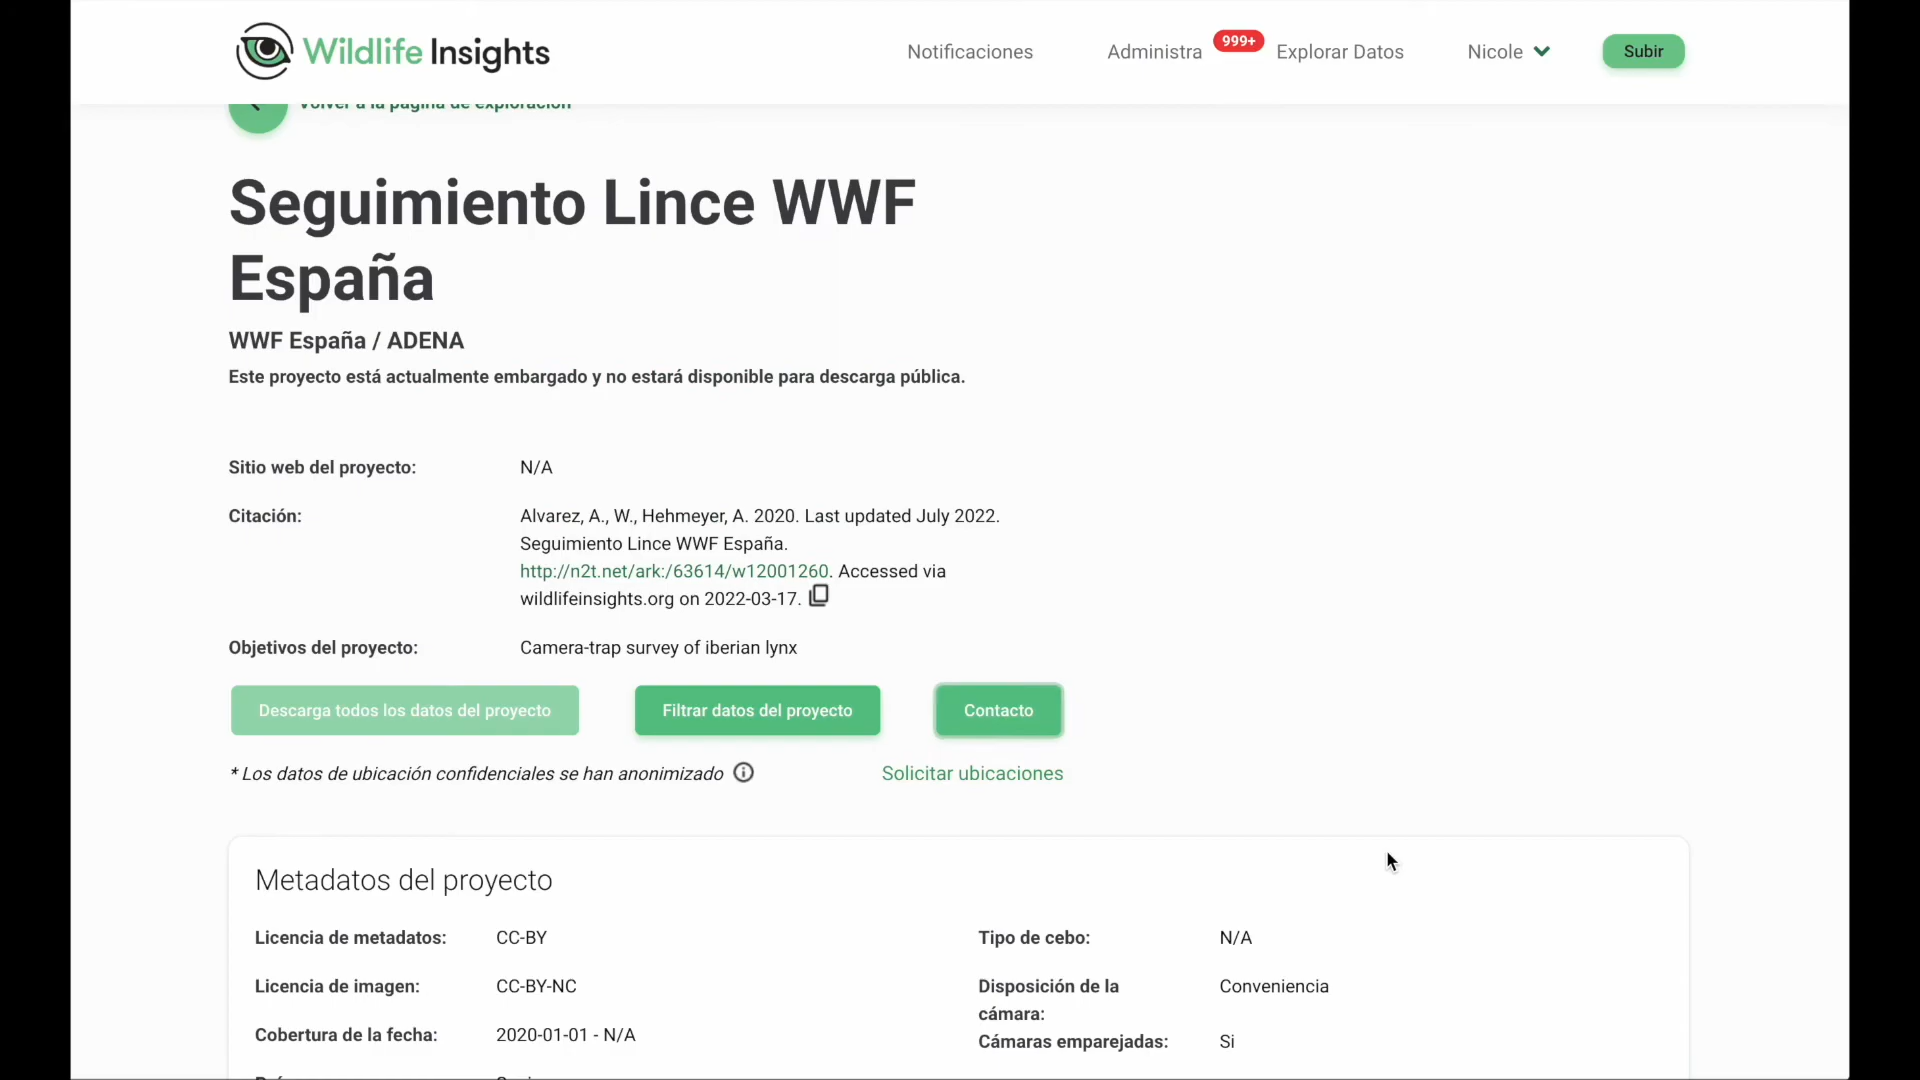 Wildlife Insights
Notificaciones
Administra
999+
Explorar Datos
Nicole
Subir
Volver a la página de exploración
Seguimiento Lince WWF
España
WWF España / ADENA
Este proyecto está actualmente embargado y no estará disponible para descarga pública.
Sitio web del proyecto: N/A
Citación: Alvarez, A., W., Hehmeyer, A. 2020. Last updated July 2022.
Seguimiento Lince WWF España.
http://n2t.net/ark:/63614/w12001260. Accessed via
wildlifeinsights.org on 2022-03-17.
Objetivos del proyecto: Camera-trap survey of iberian lynx
Descarga todos los datos del proyecto
Filtrar datos del proyecto
Contacto
* Los datos de ubicación confidenciales se han anonimizado
Solicitar ubicaciones
Metadatos del proyecto
Licencia de metadatos: CC-BY
Licencia de imagen: CC-BY-NC
Cobertura de la fecha: 2020-01-01 - N/A
Tipo de cebo: N/A
Disposición de la Conveniencia
cámara:
Cámaras emparejadas: Si